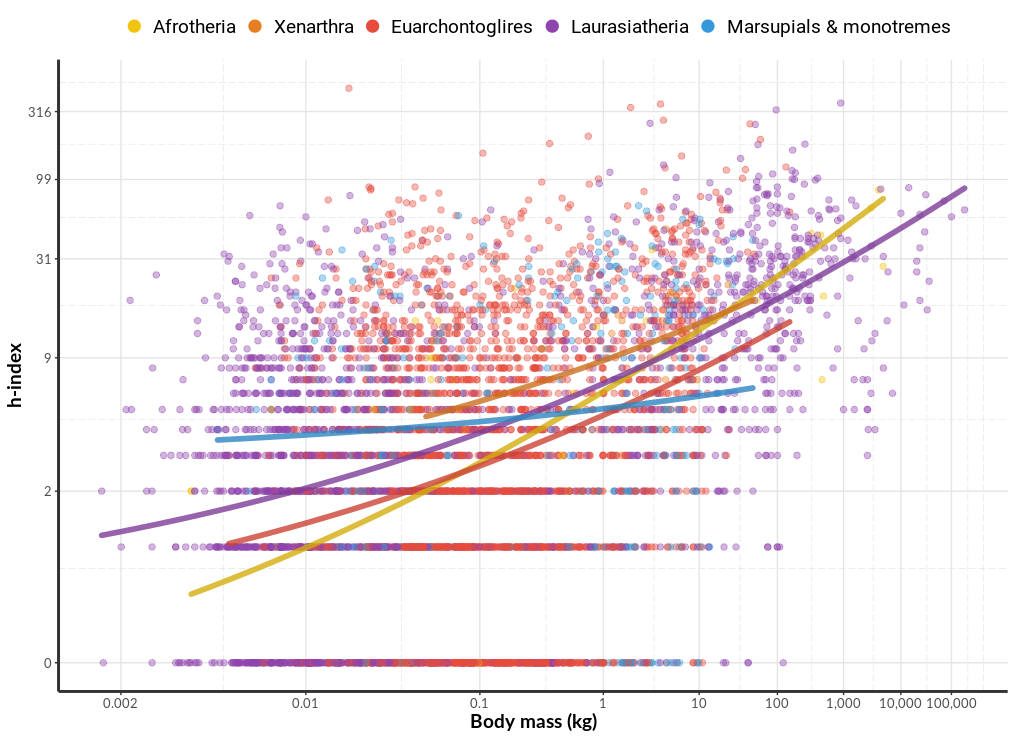 Afrotheria Xenarthra Euarchontoglires Laurasiatheria Marsupials & monotremes
316
99
31
9
2
0
h-index
0.002 0.01 0.1 1 10 100 1,000 10,000 100,000
Body mass (kg)